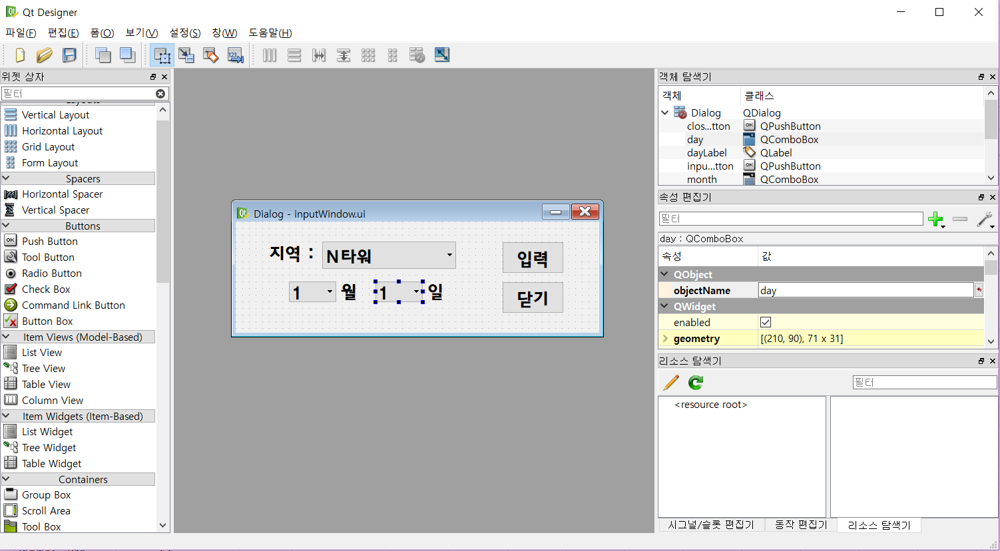 Qt Designer
파일(F) 편집(E) 폼(O) 보기(V) 설정(S) 창(W) 도움말(H)
위젯 상자
필터
Layouts
Vertical Layout
Horizontal Layout
Grid Layout
Form Layout
Spacers
Horizontal Spacer
Vertical Spacer
Buttons
Push Button
Tool Button
Radio Button
Check Box
Command Link Button
Button Box
Item Views (Model-Based)
List View
Tree View
Table View
Column View
Item Widgets (Item-Based)
List Widget
Tree Widget
Table Widget
Containers
Group Box
Scroll Area
Tool Box
Dialog - inputWindow.ui
지역 : N타워 입력
1 월 1 일 닫기
객체 탐색기
객체 클래스
Dialog QDialog
clos...tton QPushButton
day QComboBox
dayLabel QLabel
inpu...tton QPushButton
month QComboBox
속성 편집기
필터
day : QComboBox
속성 값
QObject
objectName day
QWidget
enabled
geometry [(210, 90), 71 x 31]
리소스 탐색기
필터
<resource root>
시그널/슬롯 편집기 동작 편집기 리소스 탐색기